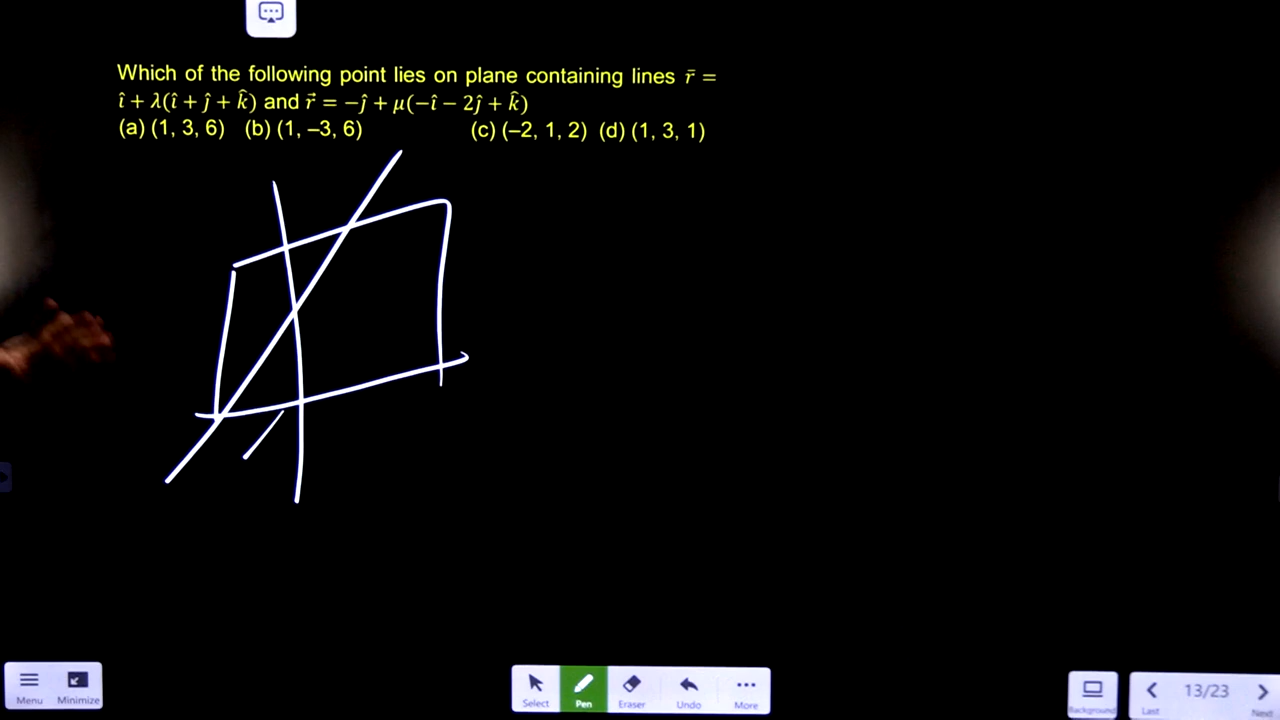 Which of the following point lies on plane containing lines r̄ =
î + λ(î + ĵ + k̂) and r⃗ = −ĵ + μ(−î − 2ĵ + k̂)
(a) (1, 3, 6) (b) (1, –3, 6) (c) (–2, 1, 2) (d) (1, 3, 1)
Menu Minimize Select Pen Eraser Undo More Background Last 13/23 Next